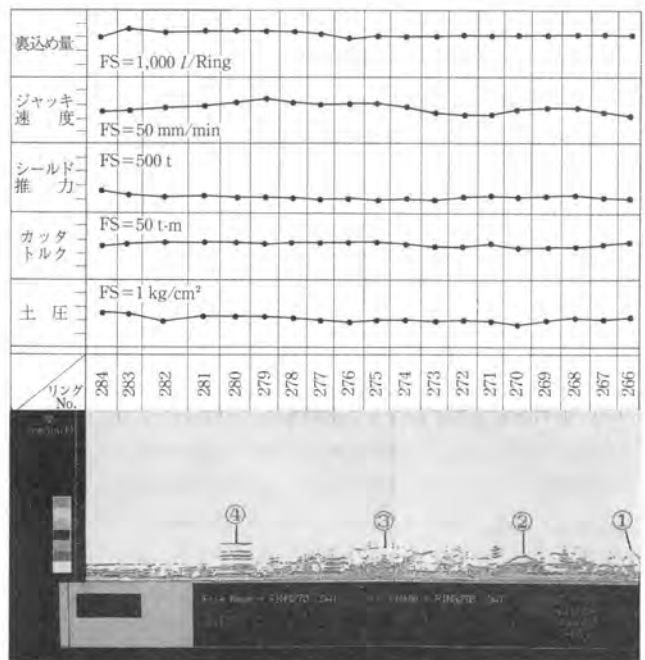 裏込め量
FS=1,000 l/Ring
ジャッキ
速 度
FS=50 mm/min
シールド
推 力
FS=500 t
カッタ
トルク
FS=50 t-m
土 圧
FS=1 kg/cm²
リング
No.
284 283 282 281 280 279 278 277 276 275 274 273 272 271 270 269 268 267 266
④ ③ ② ①